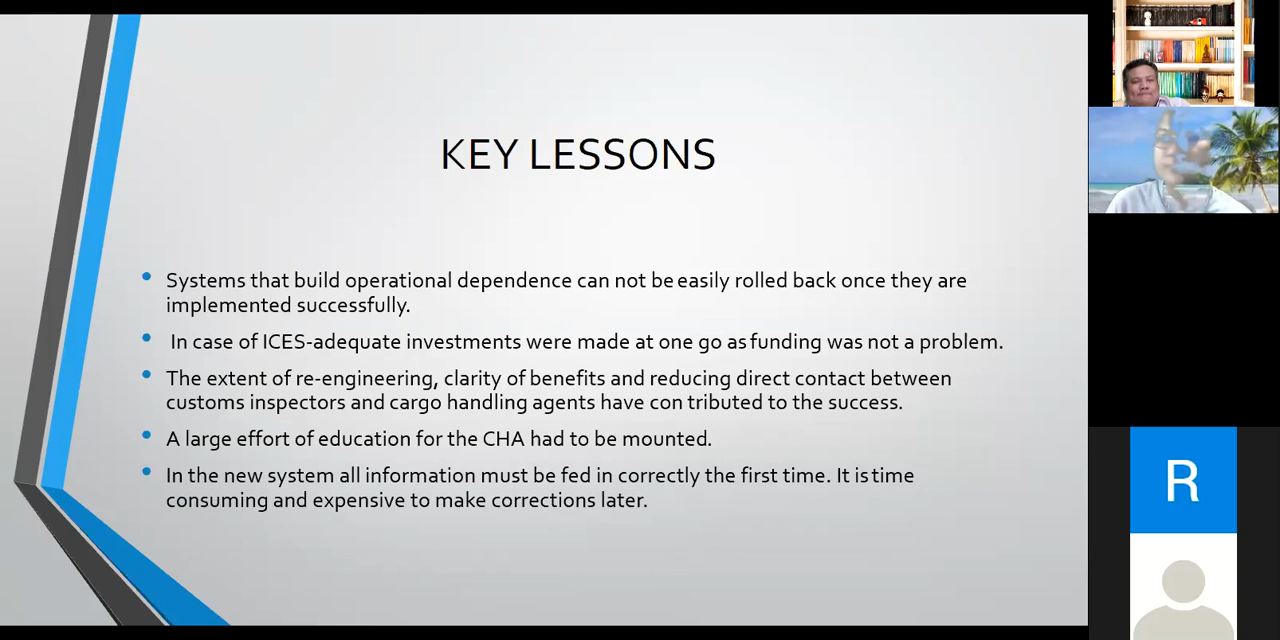 KEY LESSONS
Systems that build operational dependence can not be easily rolled back once they are
implemented successfully.
In case of ICES-adequate investments were made at one go as funding was not a problem.
The extent of re-engineering, clarity of benefits and reducing direct contact between
customs inspectors and cargo handling agents have con tributed to the success.
A large effort of education for the CHA had to be mounted.
In the new system all information must be fed in correctly the first time. It is time
consuming and expensive to make corrections later.
R